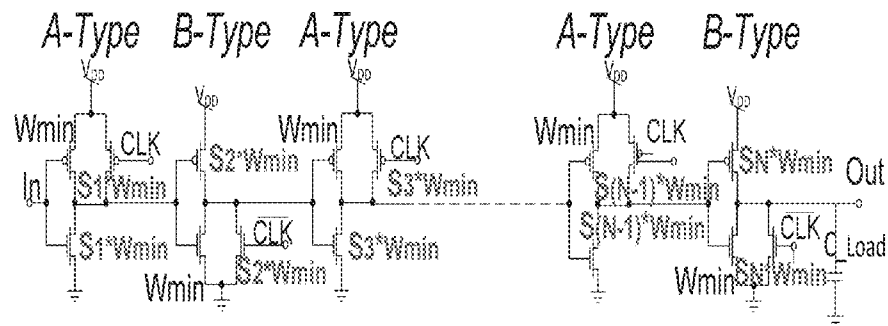 A-Type B-Type A-Type A-Type B-Type
VDD VDD VDD VDD VDD
Wmin CLK S2*Wmin Wmin CLK Wmin CLK SN*Wmin
In S1*Wmin S3*Wmin S(N-1)*Wmin Out
S1*Wmin CLK S2*Wmin S3*Wmin S(N-1)*Wmin CLK SN*Wmin C_Load
Wmin Wmin